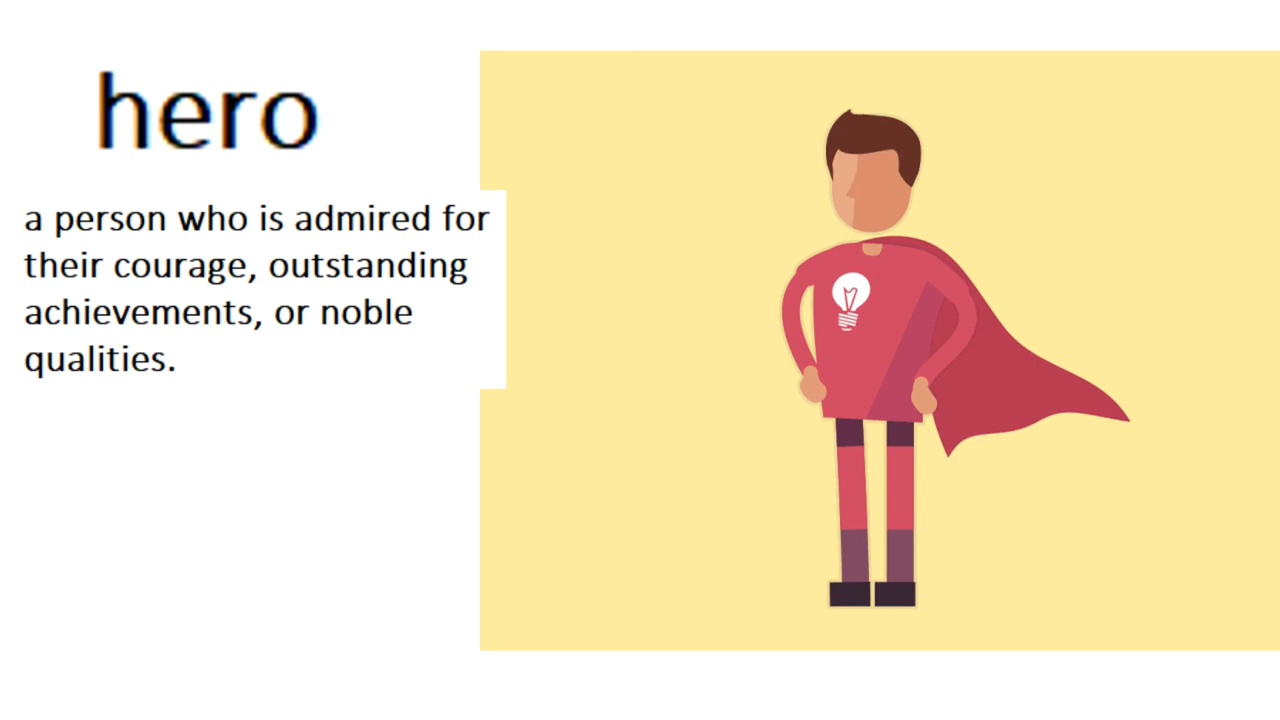 hero
a person who is admired for
their courage, outstanding
achievements, or noble
qualities.